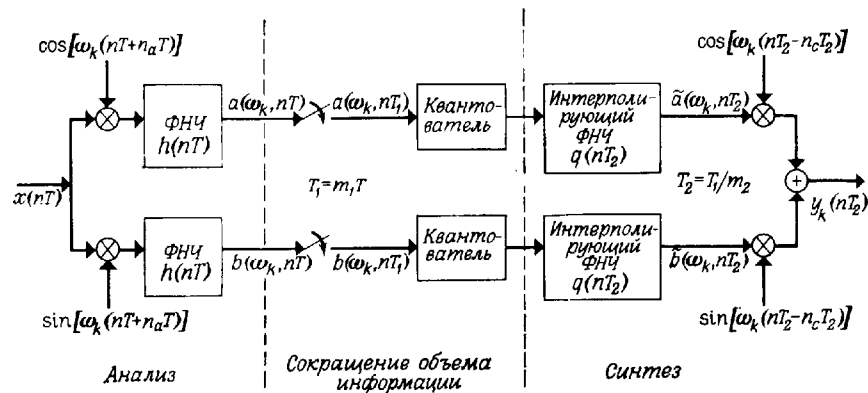 cos[ω_k(nT+n_aT)]
cos[ω_k(nT_2-n_cT_2)]
ФНЧ
h(nT)
a(ω_k,nT)
a(ω_k,nT_1)
Кванто-
ватель
Интерполи-
рующий
ФНЧ
q(nT_2)
ã(ω_k,nT_2)
x(nT)
T_1=m_1T
T_2=T_1/m_2
+
y_k(nT_2)
ФНЧ
h(nT)
b(ω_k,nT)
b(ω_k,nT_1)
Кванто-
ватель
Интерполи-
рующий
ФНЧ
q(nT_2)
b̃(ω_k,nT_2)
sin[ω_k(nT+n_aT)]
sin[ω_k(nT_2-n_cT_2)]
Анализ
Сокращение объема
информации
Синтез